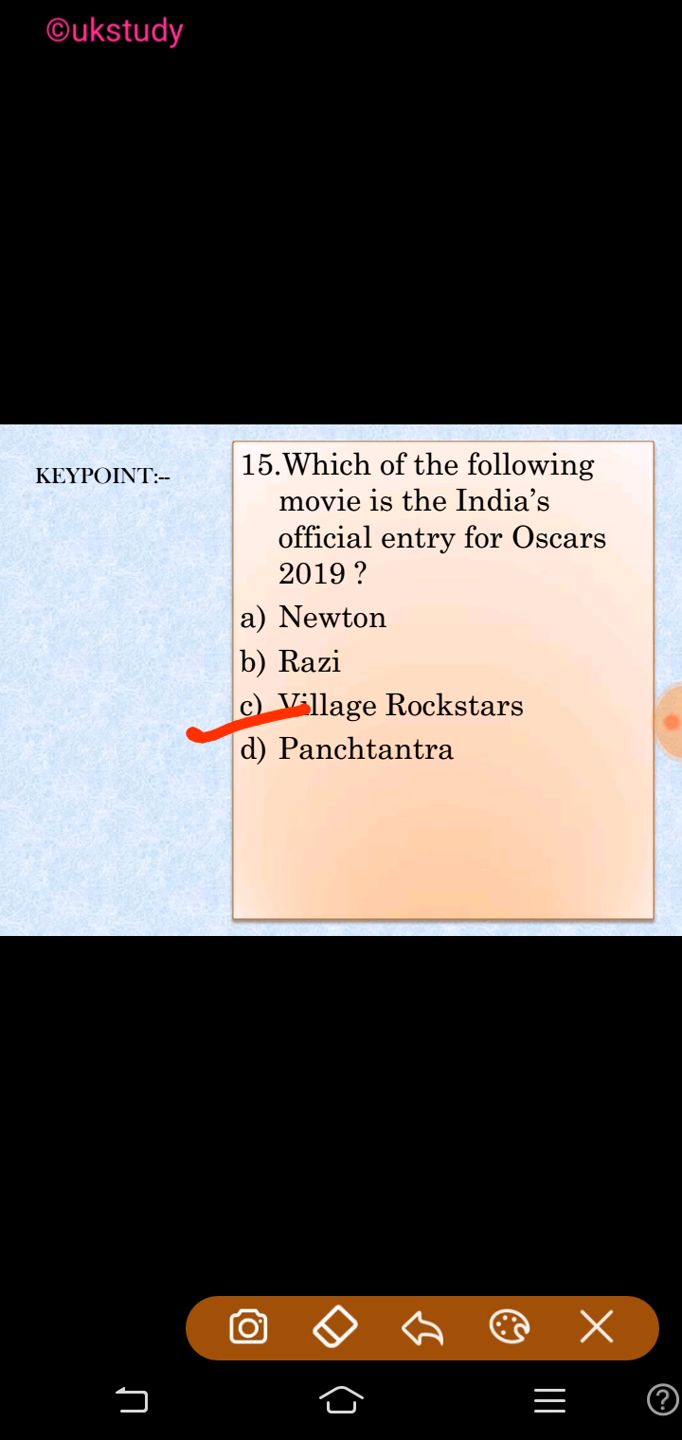 ©ukstudy
KEYPOINT:--
15.Which of the following
movie is the India’s
official entry for Oscars
2019 ?
a) Newton
b) Razi
c) Village Rockstars
d) Panchtantra